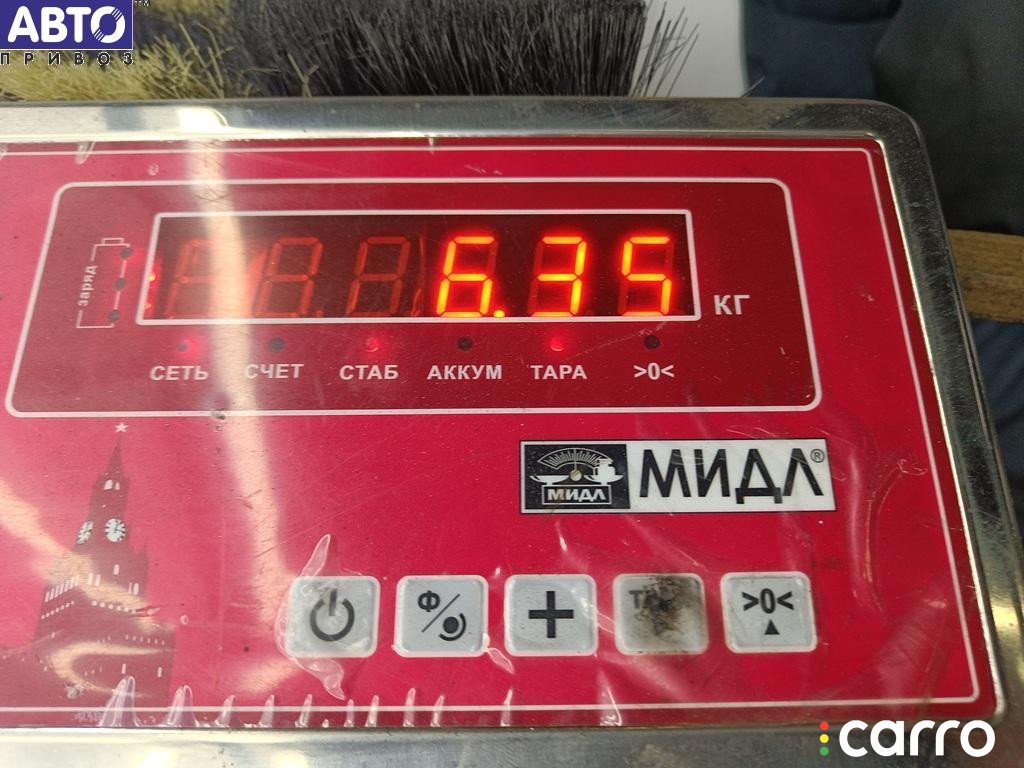 АВТО
ПРИВОЗ
заряд
6.35
КГ
СЕТЬ СЧЕТ СТАБ АККУМ ТАРА >0<
МИДЛ МИДЛ®
Ф/
+
>0<
carro